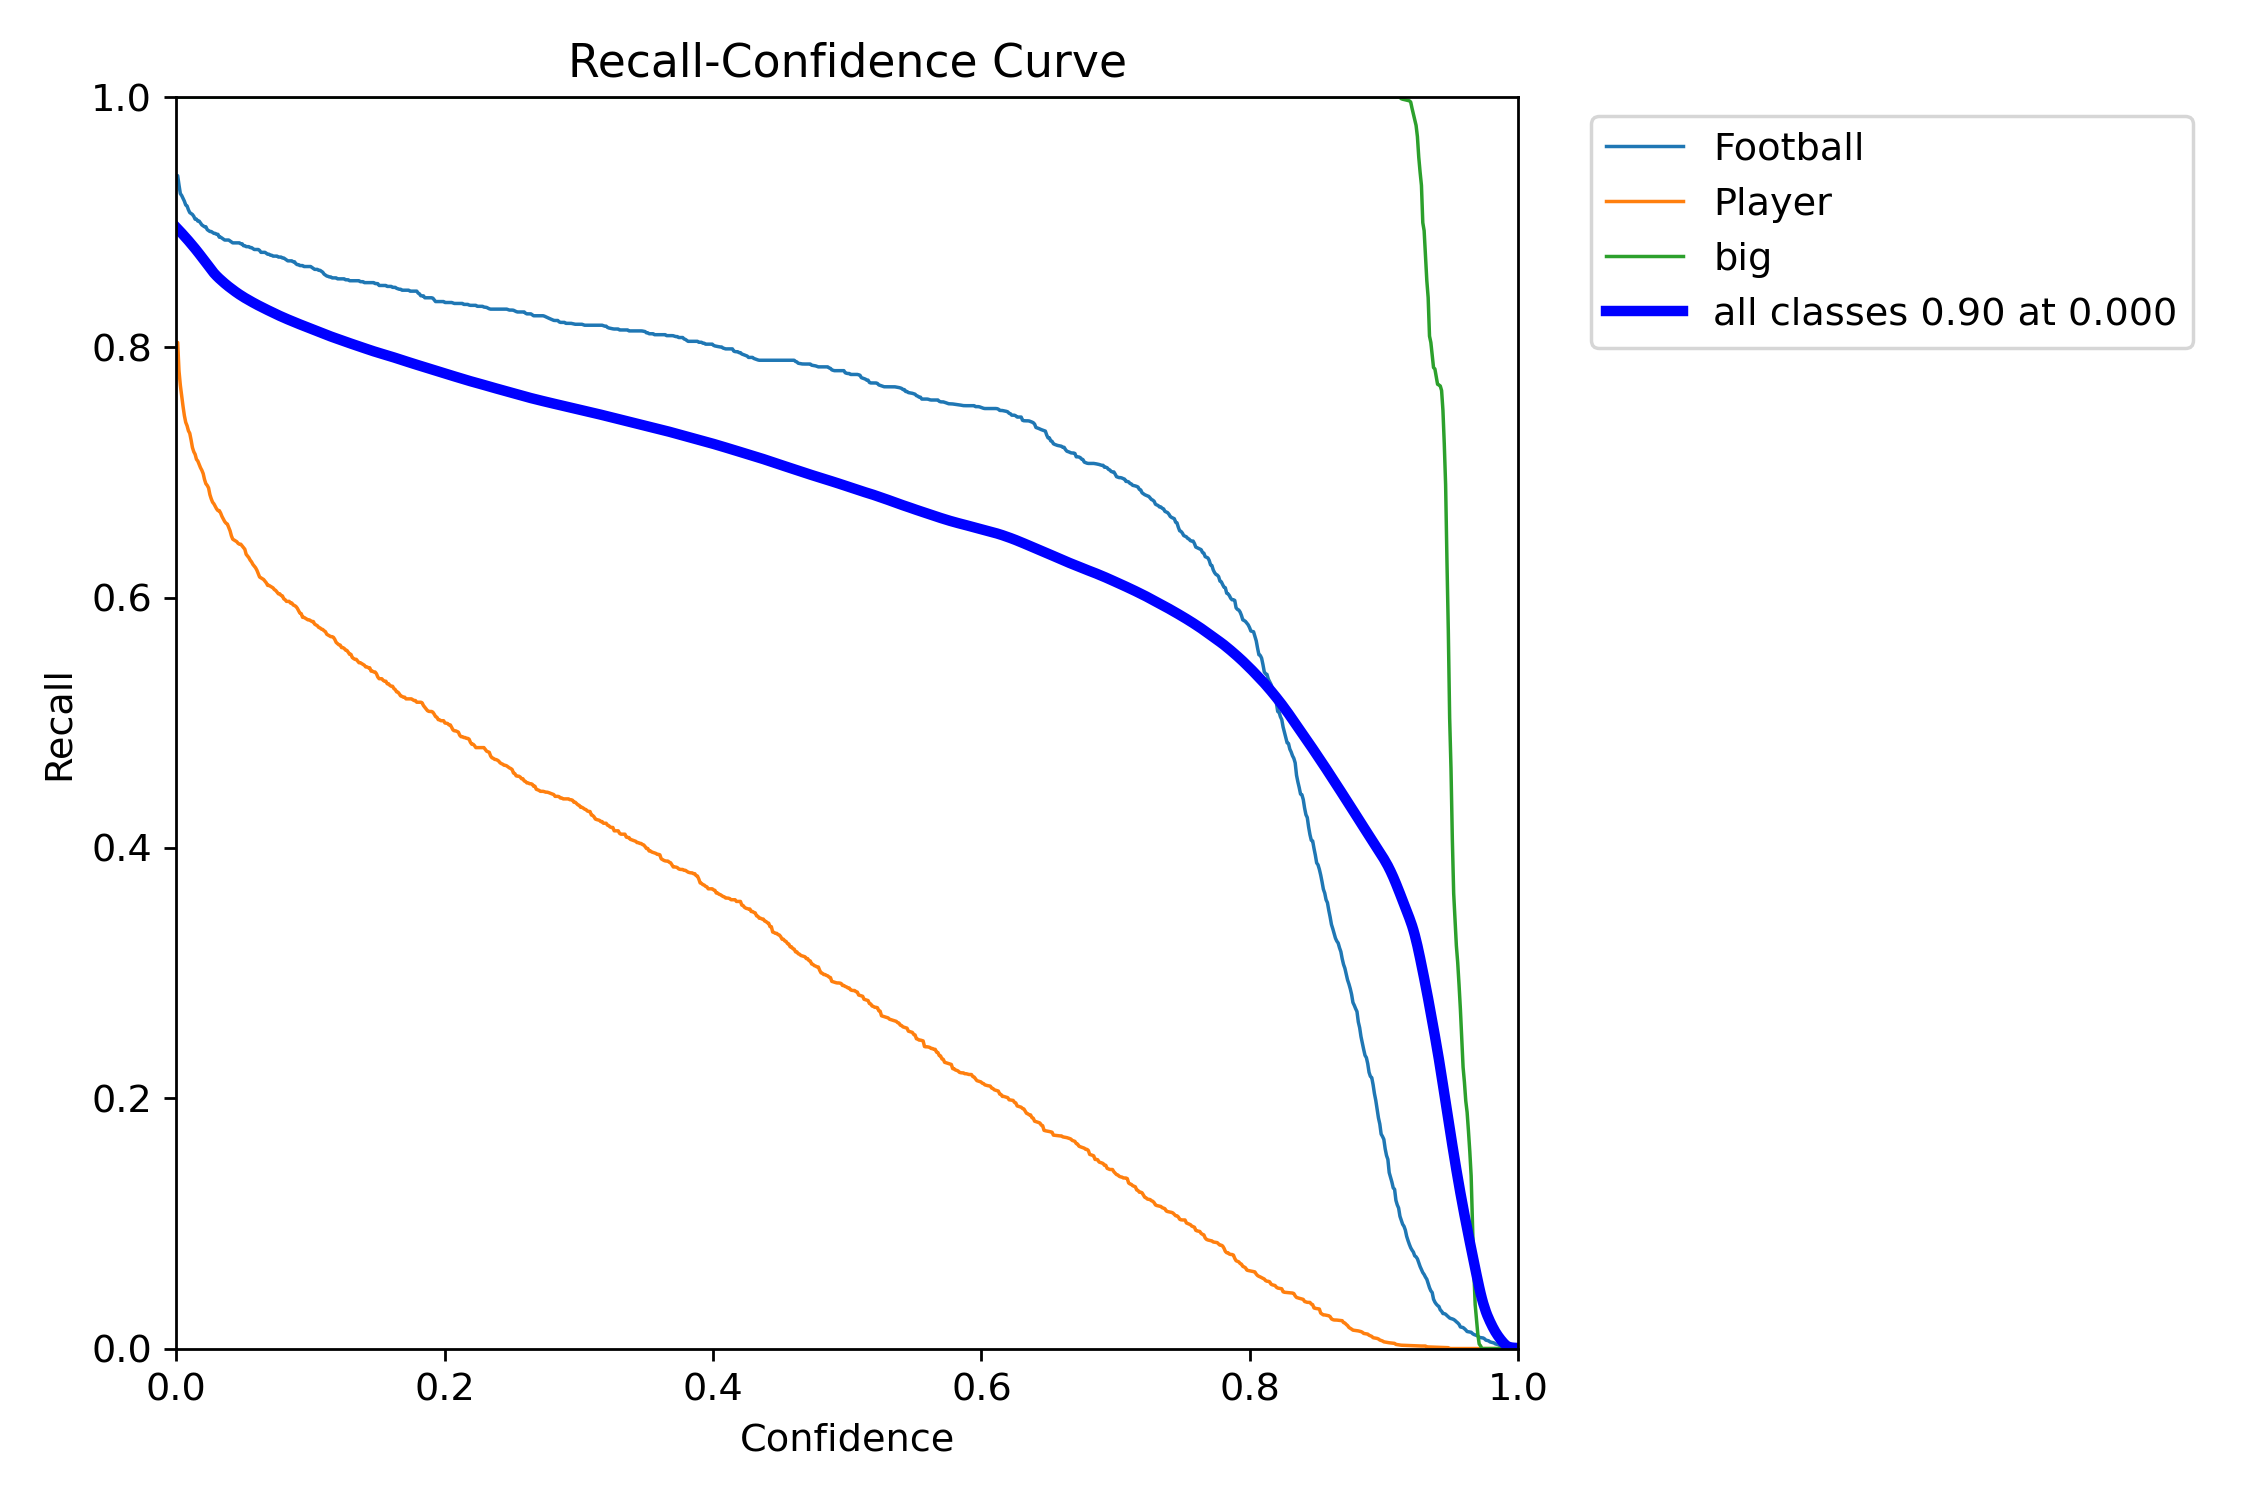 Recall-Confidence Curve
1.0
0.8
0.6
0.4
0.2
0.0
Recall
0.0 0.2 0.4 0.6 0.8 1.0
Confidence
Football
Player
big
all classes 0.90 at 0.000